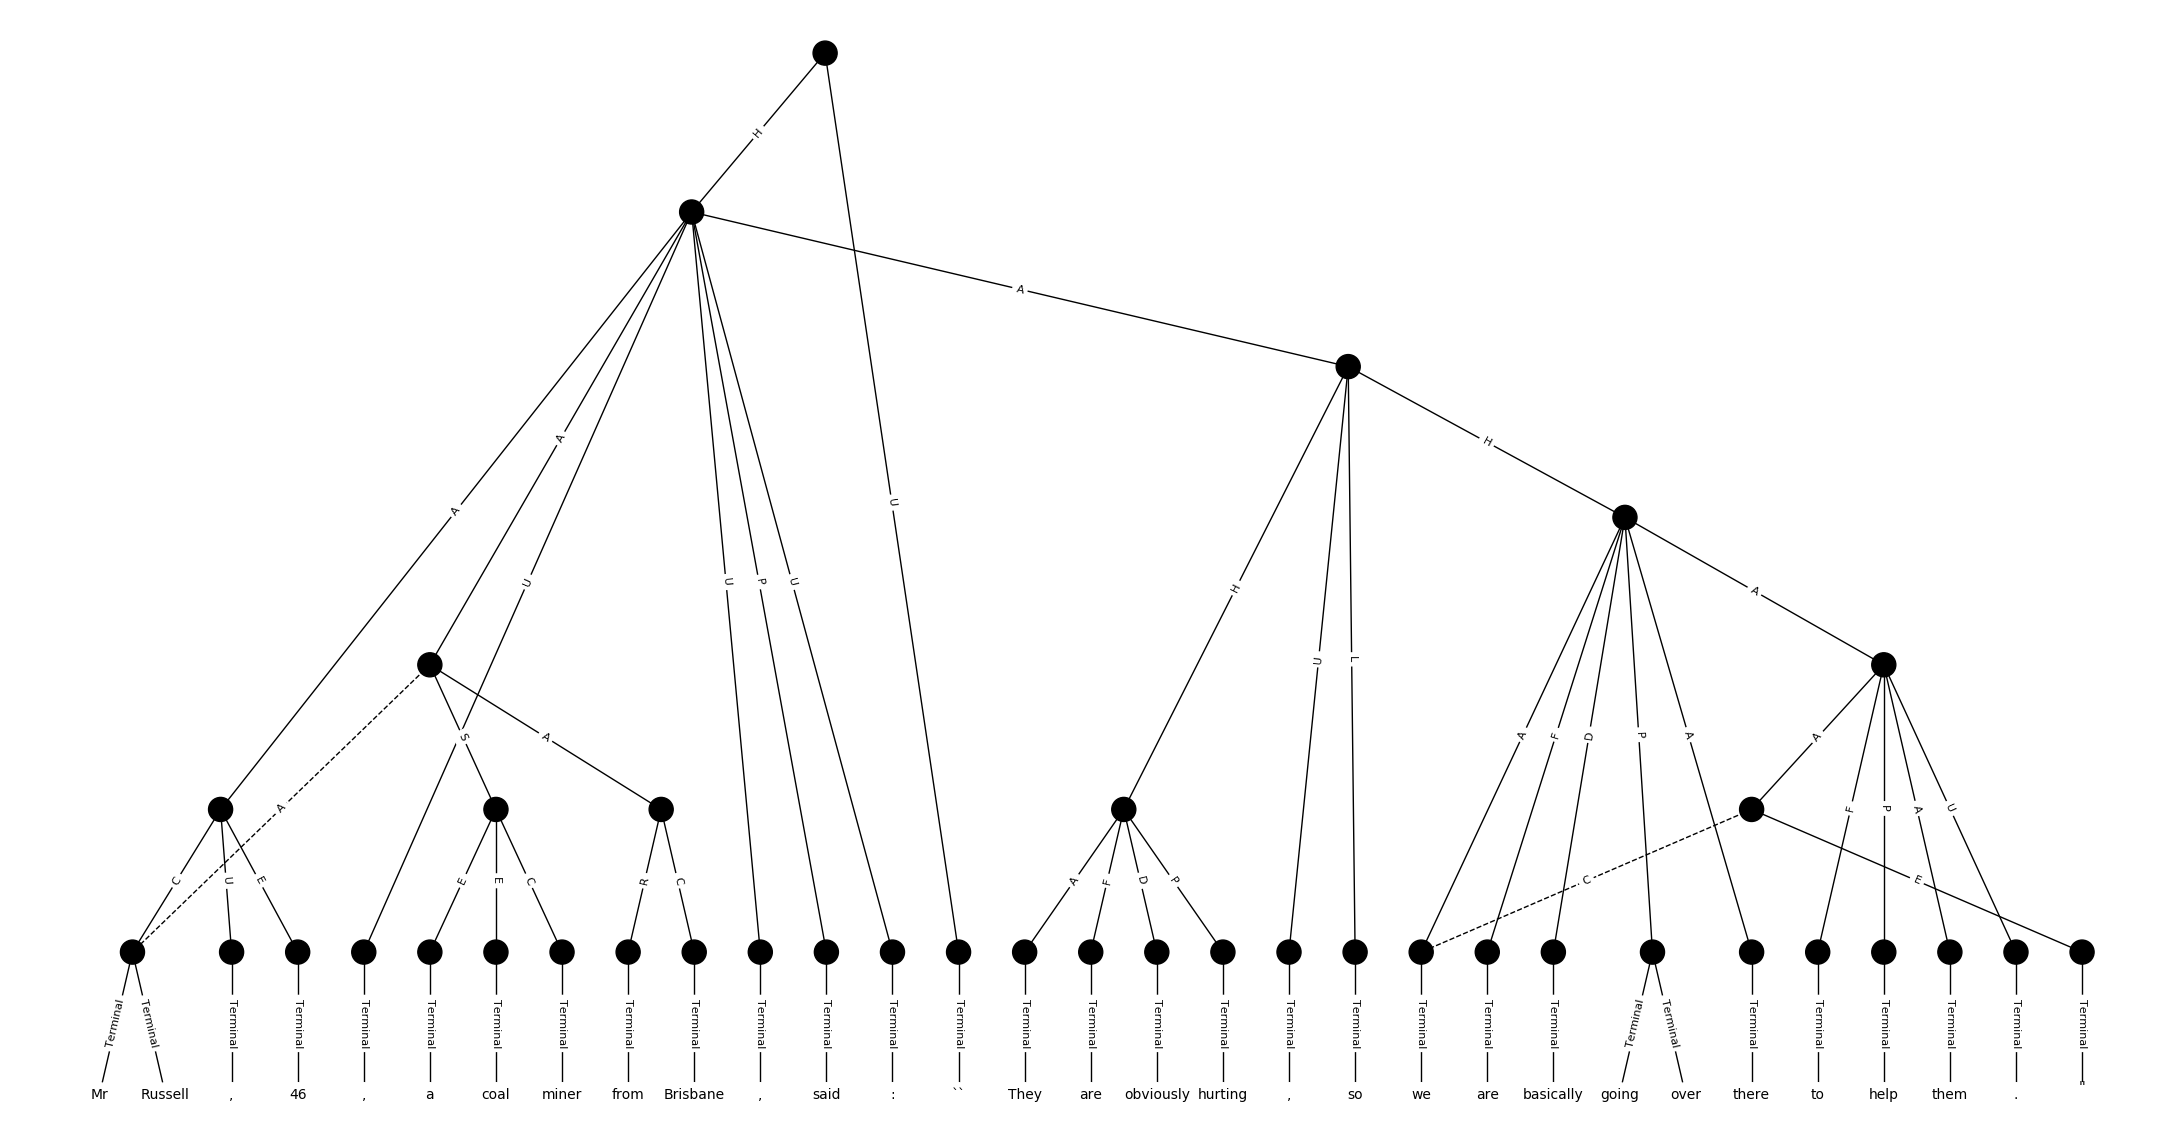 H
A
H
U
A
A
U
U
P
U
H
U
L
A
F
D
P
A
A
S
A
A
A
F
P
A
U
C
U
E
E
E
C
R
C
A
F
D
P
C
E
Terminal Terminal Terminal Terminal Terminal Terminal Terminal Terminal Terminal Terminal Terminal Terminal Terminal Terminal Terminal Terminal Terminal Terminal Terminal Terminal Terminal Terminal Terminal Terminal Terminal Terminal Terminal Terminal Terminal Terminal Terminal
Mr Russell , 46 , a coal miner from Brisbane , said : `` They are obviously hurting , so we are basically going over there to help them . "